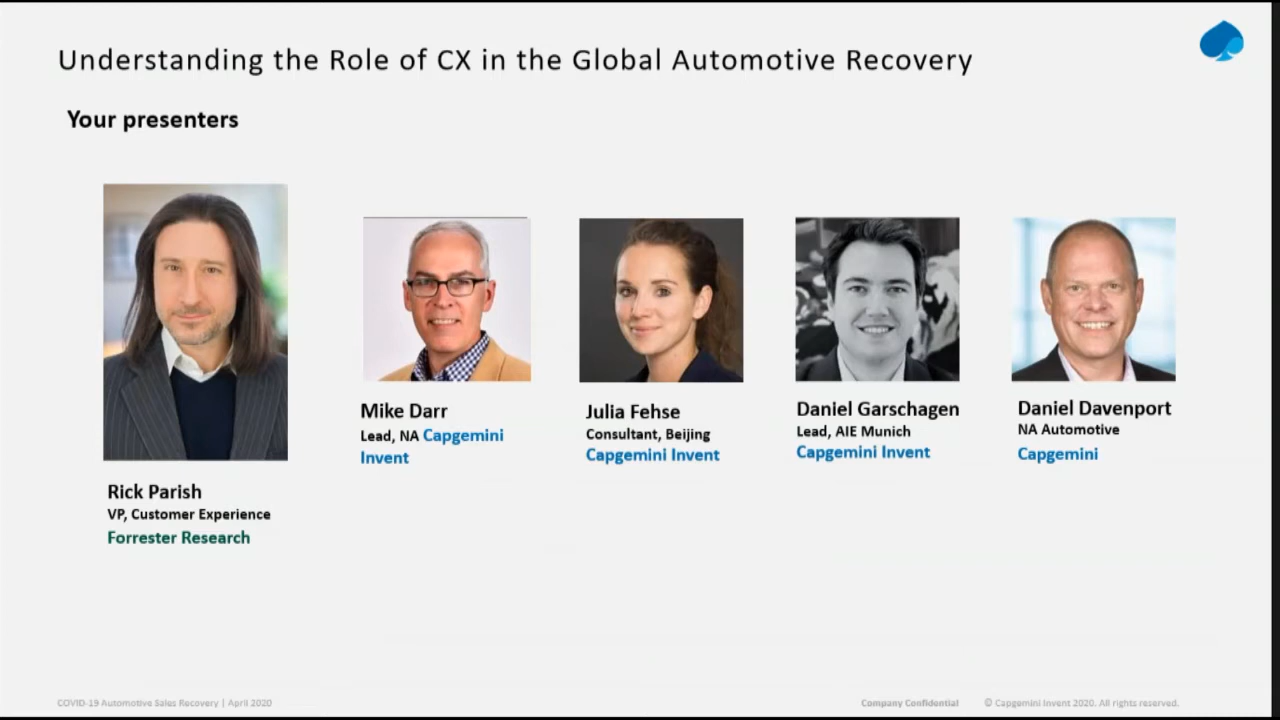 Understanding the Role of CX in the Global Automotive Recovery
Your presenters
Rick Parish
VP, Customer Experience
Forrester Research
Mike Darr
Lead, NA Capgemini
Invent
Julia Fehse
Consultant, Beijing
Capgemini Invent
Daniel Garschagen
Lead, AIE Munich
Capgemini Invent
Daniel Davenport
NA Automotive
Capgemini
COVID-19 Automotive Sales Recovery | April 2020
Company Confidential
© Capgemini Invent 2020. All rights reserved.